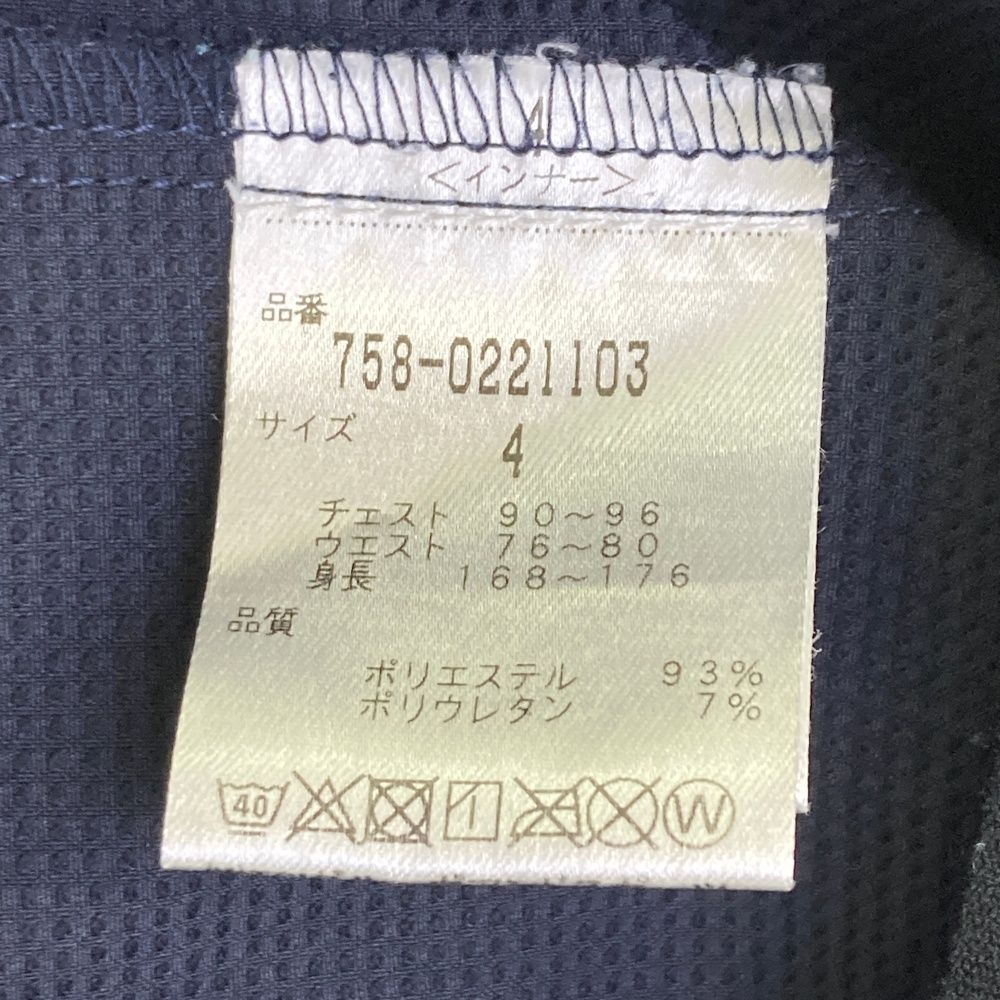 4
<インナー>
品番
758-0221103
サイズ
4
チェスト 90~96
ウエスト 76~80
身長 168~176
品質
ポリエステル 93%
ポリウレタン 7%
40 W